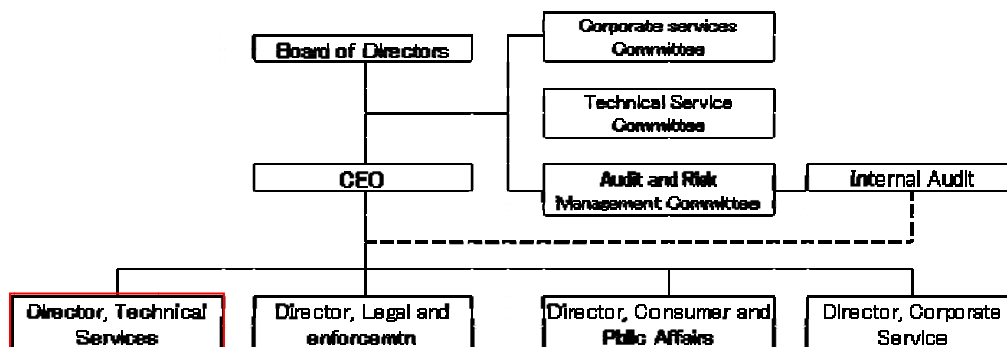 Corporate services
Committee
Board of Directors
Technical Service
Committee
CEO
Audit and Risk
Management Committee
Internal Audit
Director, Technical
Services
Director, Legal and
enforcemtn
Director, Consumer and
Pblic Affairs
Director, Corporate
Service